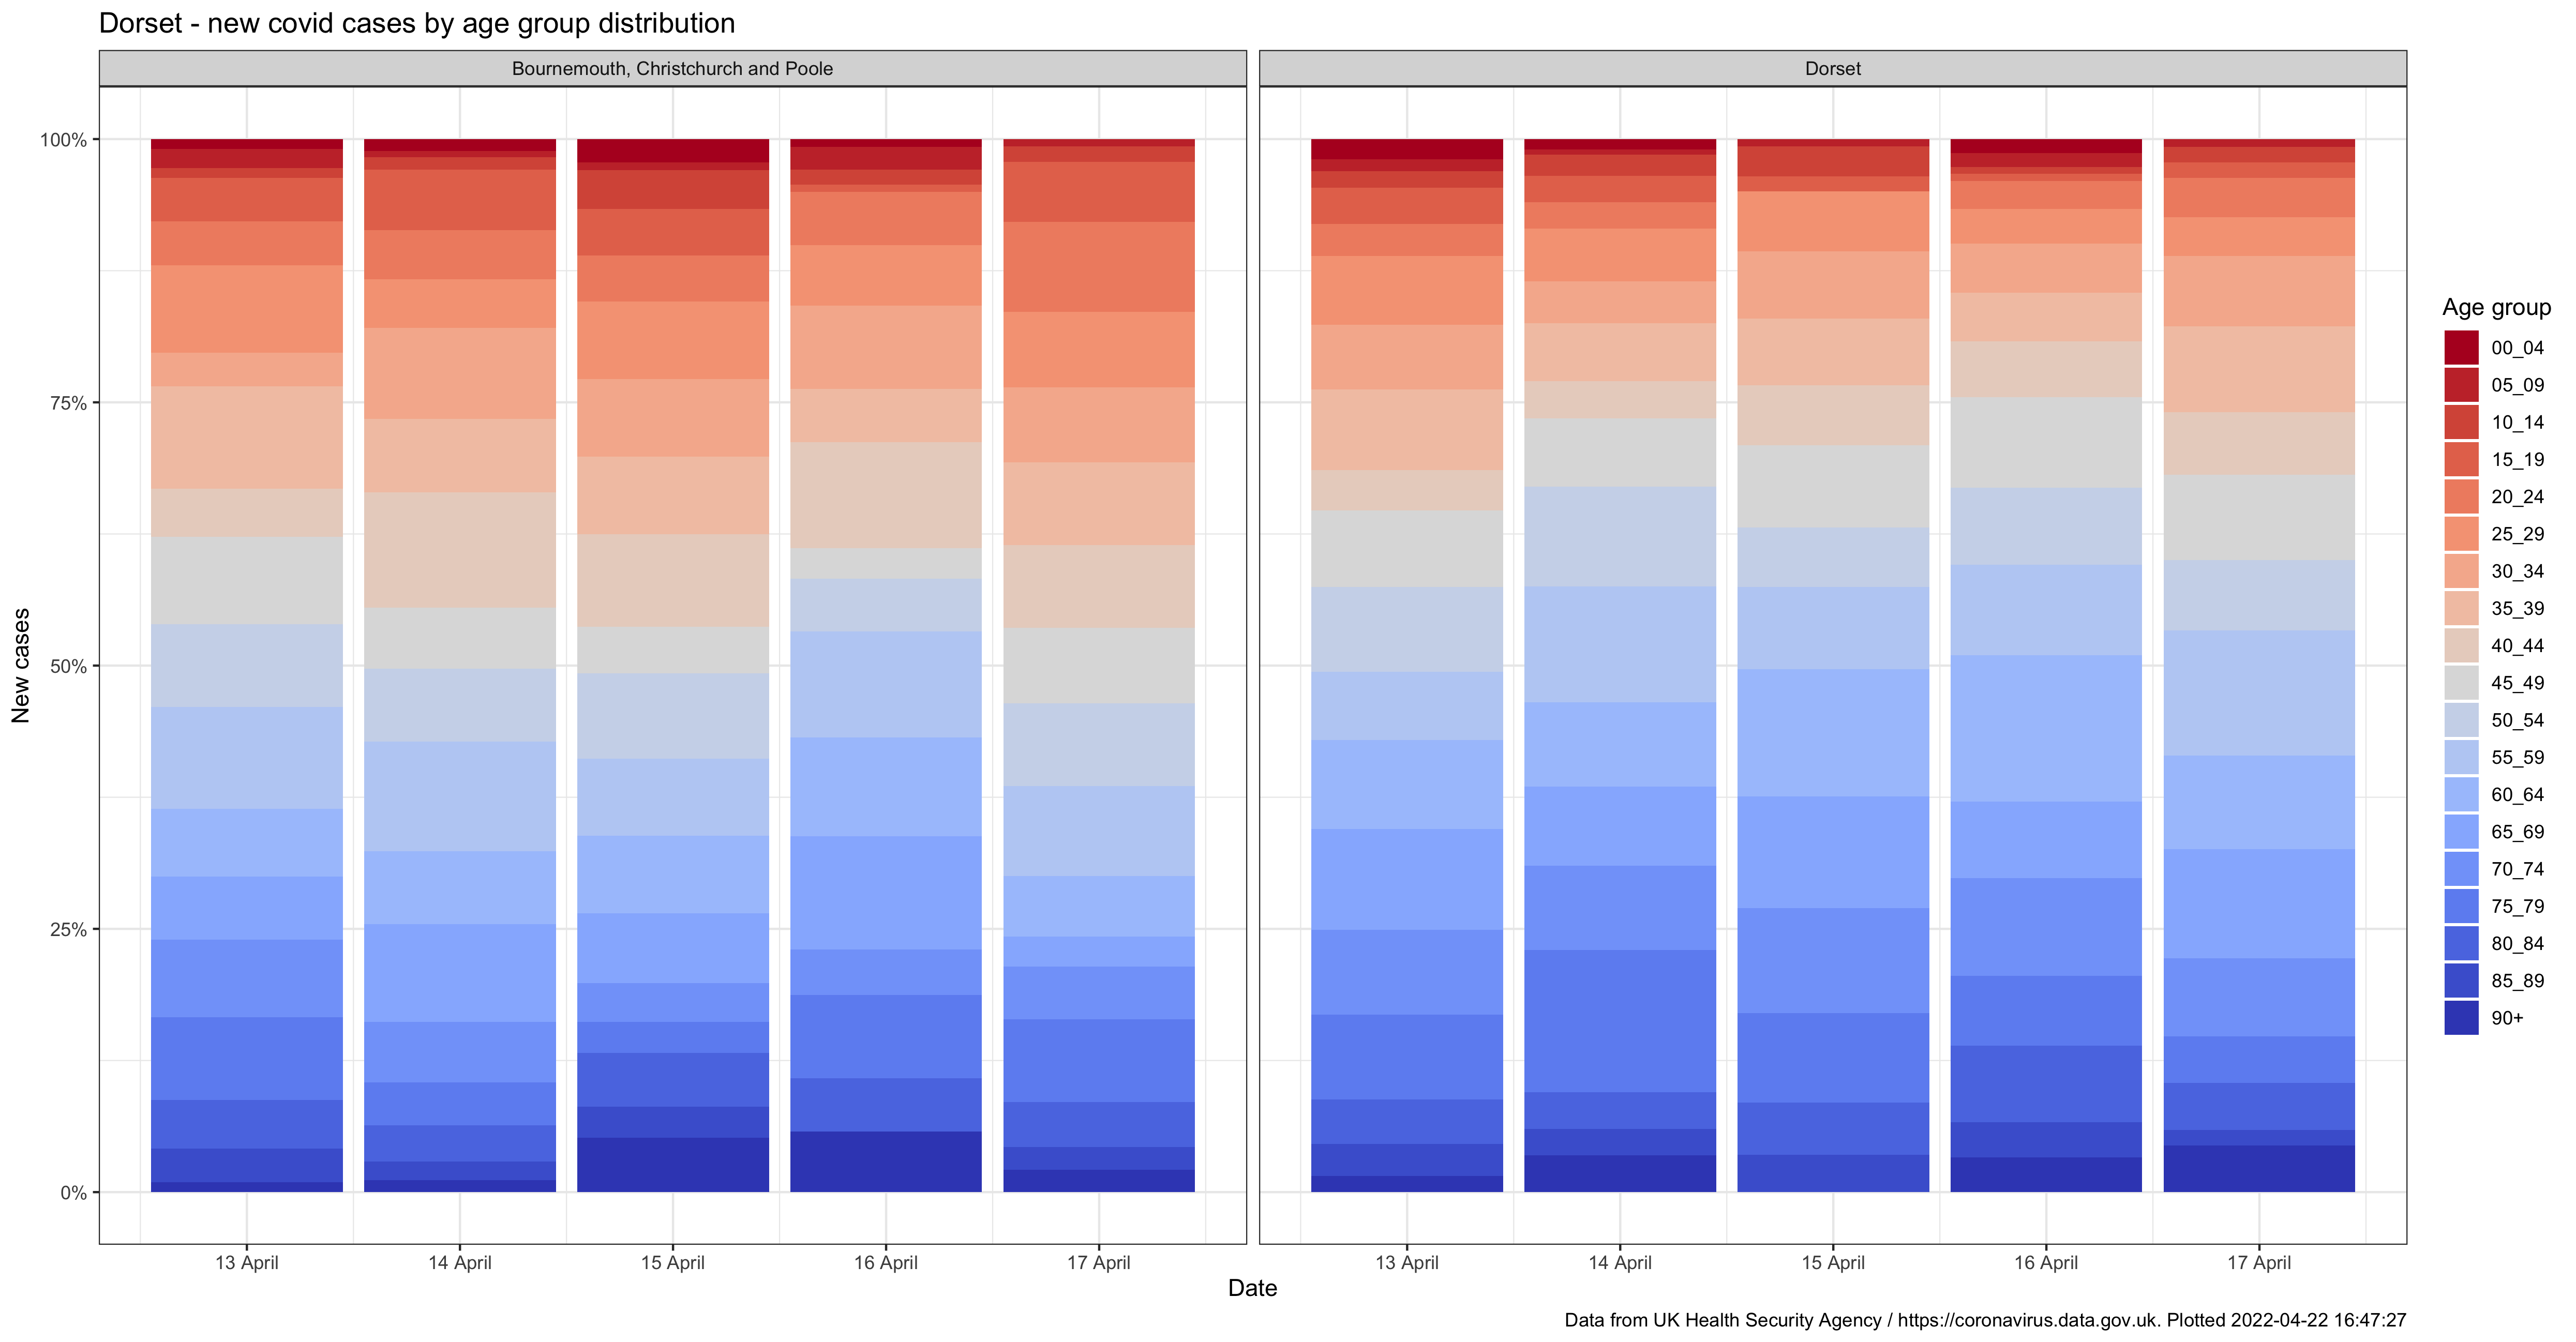 Dorset - new covid cases by age group distribution
Bournemouth, Christchurch and Poole
Dorset
100%
75%
50%
25%
0%
New cases
13 April
14 April
15 April
16 April
17 April
13 April
14 April
15 April
16 April
17 April
Date
Age group
00_04
05_09
10_14
15_19
20_24
25_29
30_34
35_39
40_44
45_49
50_54
55_59
60_64
65_69
70_74
75_79
80_84
85_89
90+
Data from UK Health Security Agency / https://coronavirus.data.gov.uk. Plotted 2022-04-22 16:47:27